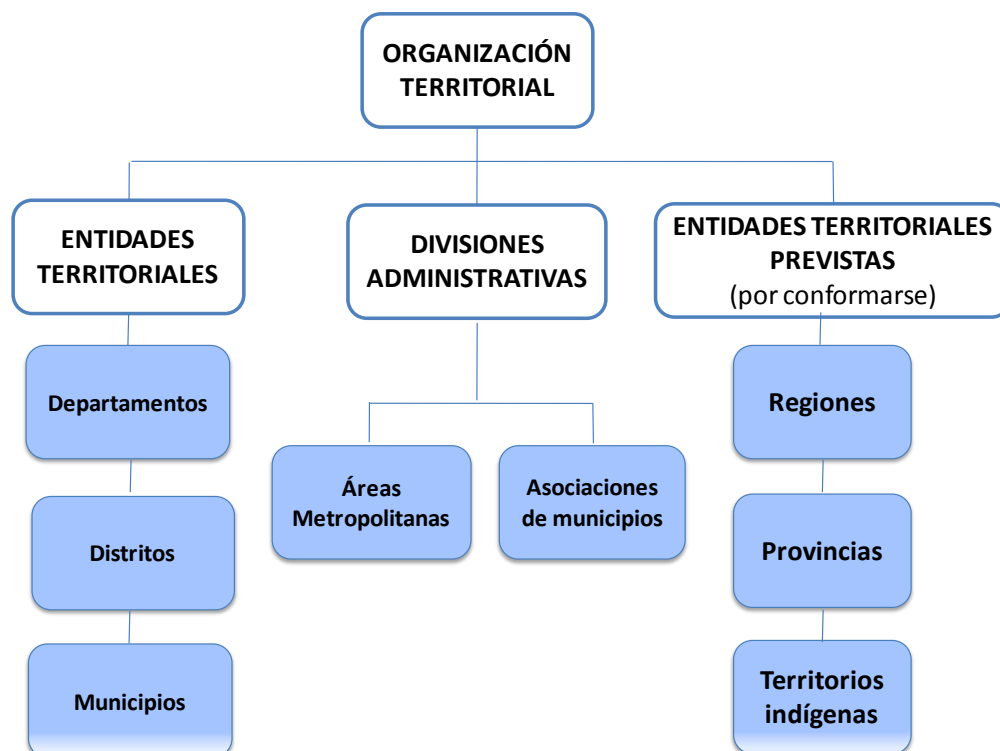 ORGANIZACIÓN
TERRITORIAL
ENTIDADES
TERRITORIALES
DIVISIONES
ADMINISTRATIVAS
ENTIDADES TERRITORIALES
PREVISTAS
(por conformarse)
Departamentos
Distritos
Municipios
Áreas
Metropolitanas
Asociaciones
de municipios
Regiones
Provincias
Territorios
indígenas